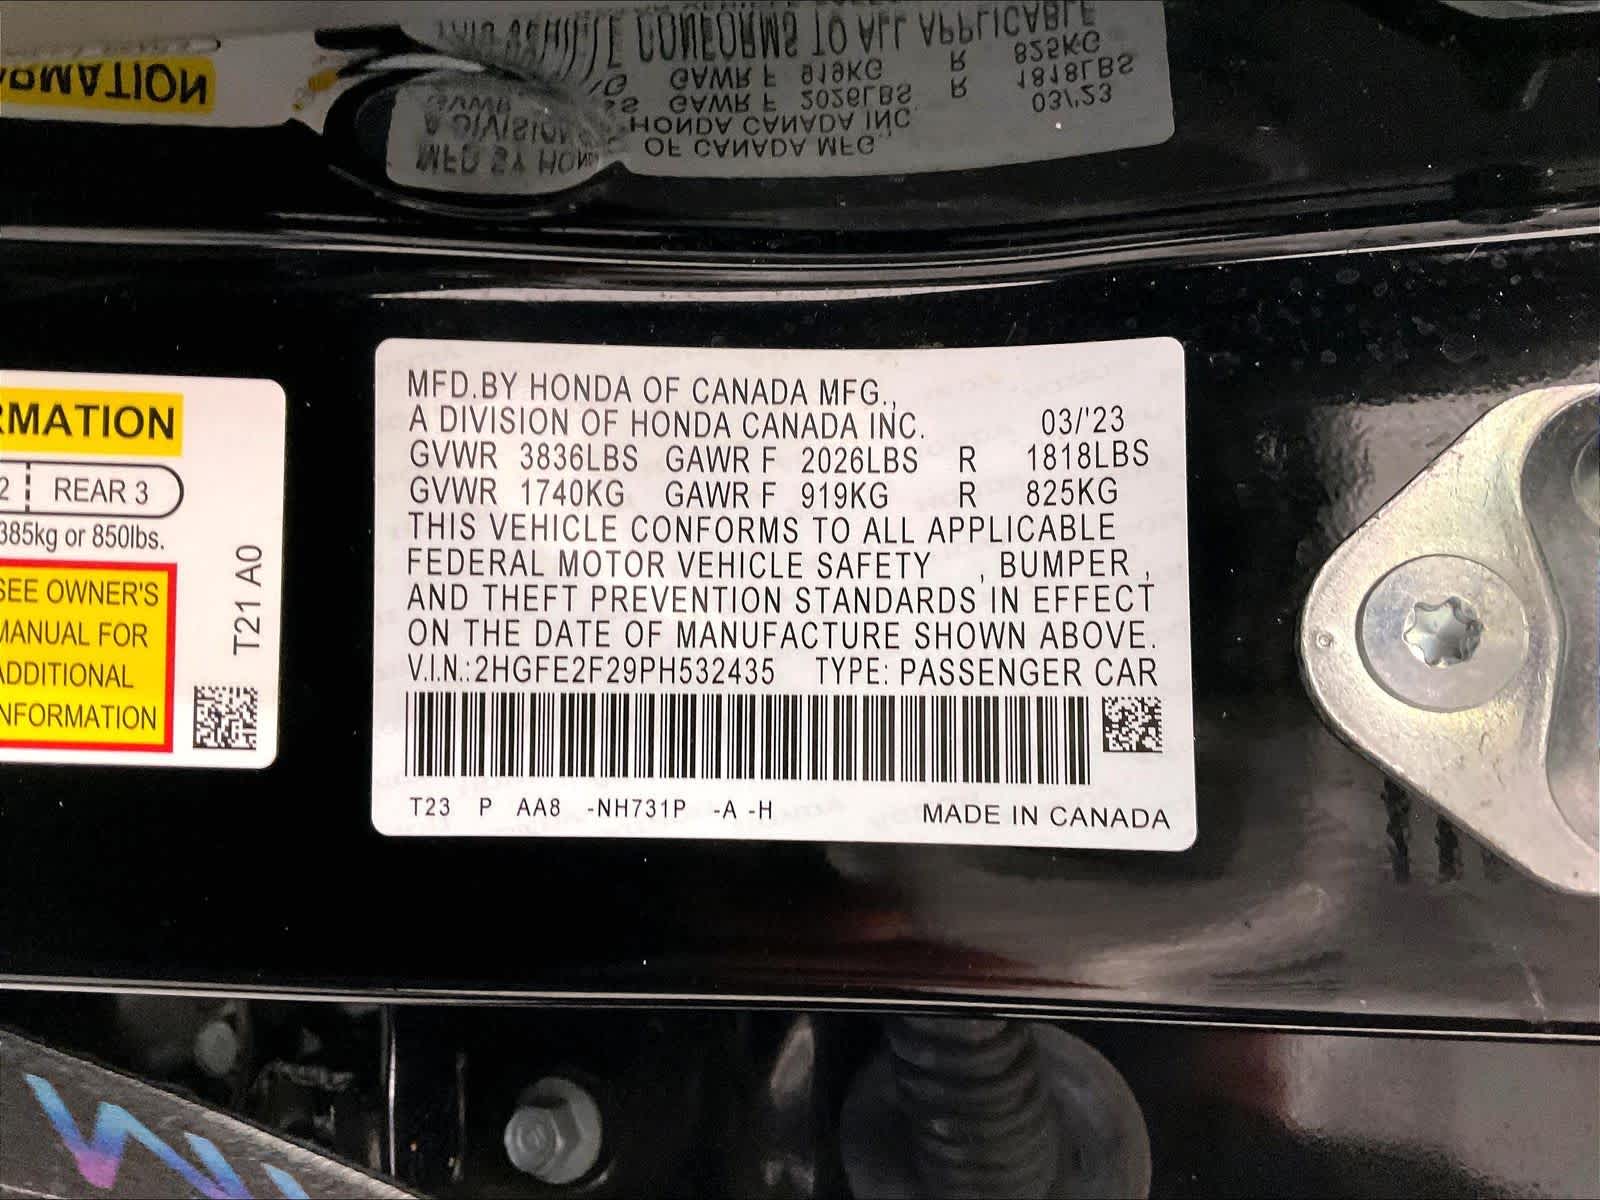 RMATION
2 REAR 3
385kg or 850lbs.
SEE OWNER'S
MANUAL FOR
ADDITIONAL
INFORMATION
T21 A0
MFD.BY HONDA OF CANADA MFG.,
A DIVISION OF HONDA CANADA INC. 03/'23
GVWR 3836LBS GAWR F 2026LBS R 1818LBS
GVWR 1740KG GAWR F 919KG R 825KG
THIS VEHICLE CONFORMS TO ALL APPLICABLE
FEDERAL MOTOR VEHICLE SAFETY , BUMPER ,
AND THEFT PREVENTION STANDARDS IN EFFECT
ON THE DATE OF MANUFACTURE SHOWN ABOVE.
V.I.N.:2HGFE2F29PH532435 TYPE: PASSENGER CAR
T23 P AA8 -NH731P -A -H MADE IN CANADA